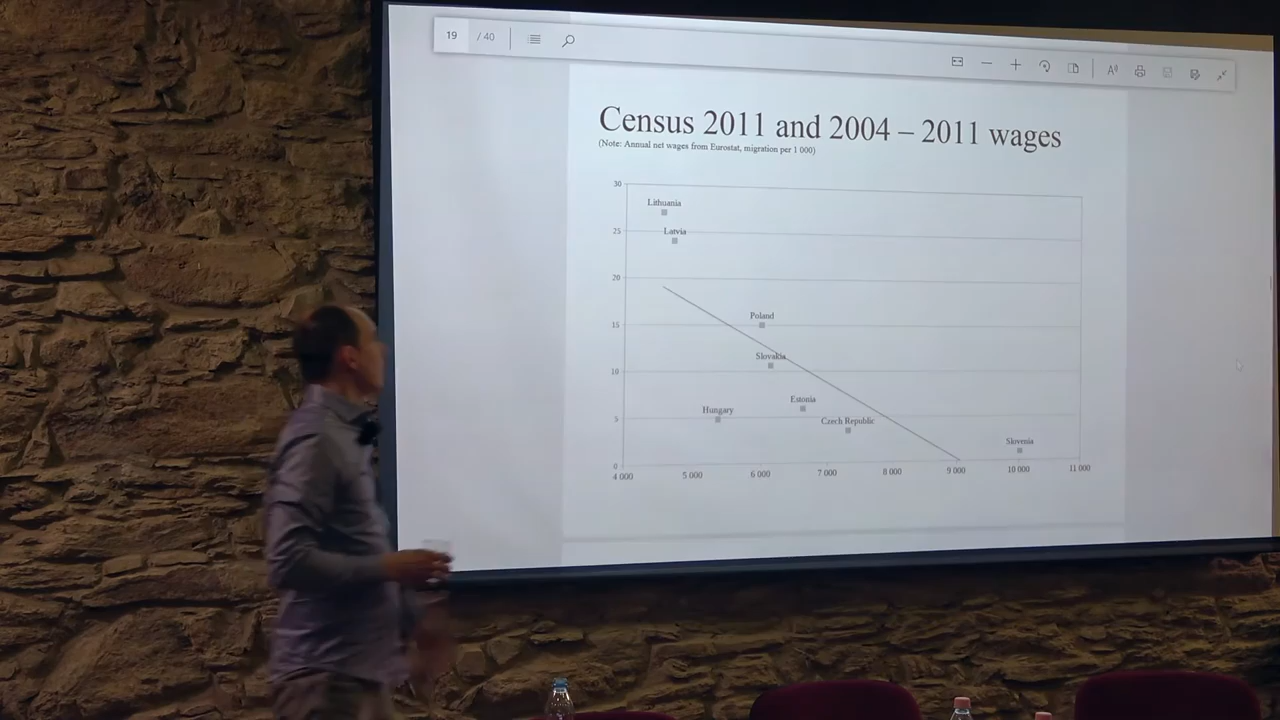 19 / 40
Census 2011 and 2004 – 2011 wages
(Note: Annual net wages from Eurostat, migration per 1 000)
30
Lithuania
25
Latvia
20
Poland
15
Slovakia
10
Estonia
Hungary
5
Czech Republic
Slovenia
0
4 000 5 000 6 000 7 000 8 000 9 000 10 000 11 000